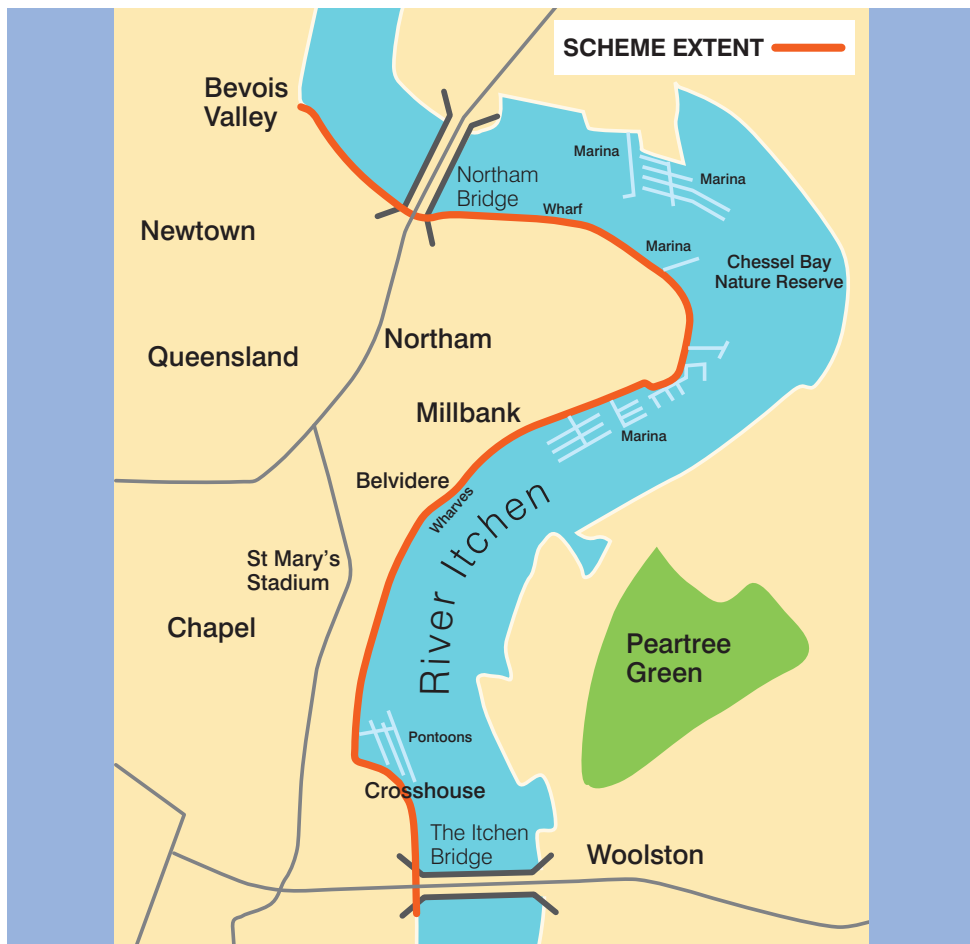 SCHEME EXTENT
Bevois
Valley
Marina
Marina
Northam
Bridge
Wharf
Newtown
Marina
Chessel Bay
Nature Reserve
Northam
Queensland
Millbank
Marina
Belvidere
Wharves
River Itchen
St Mary's
Stadium
Chapel
Peartree
Green
Pontoons
Crosshouse
The Itchen
Bridge
Woolston